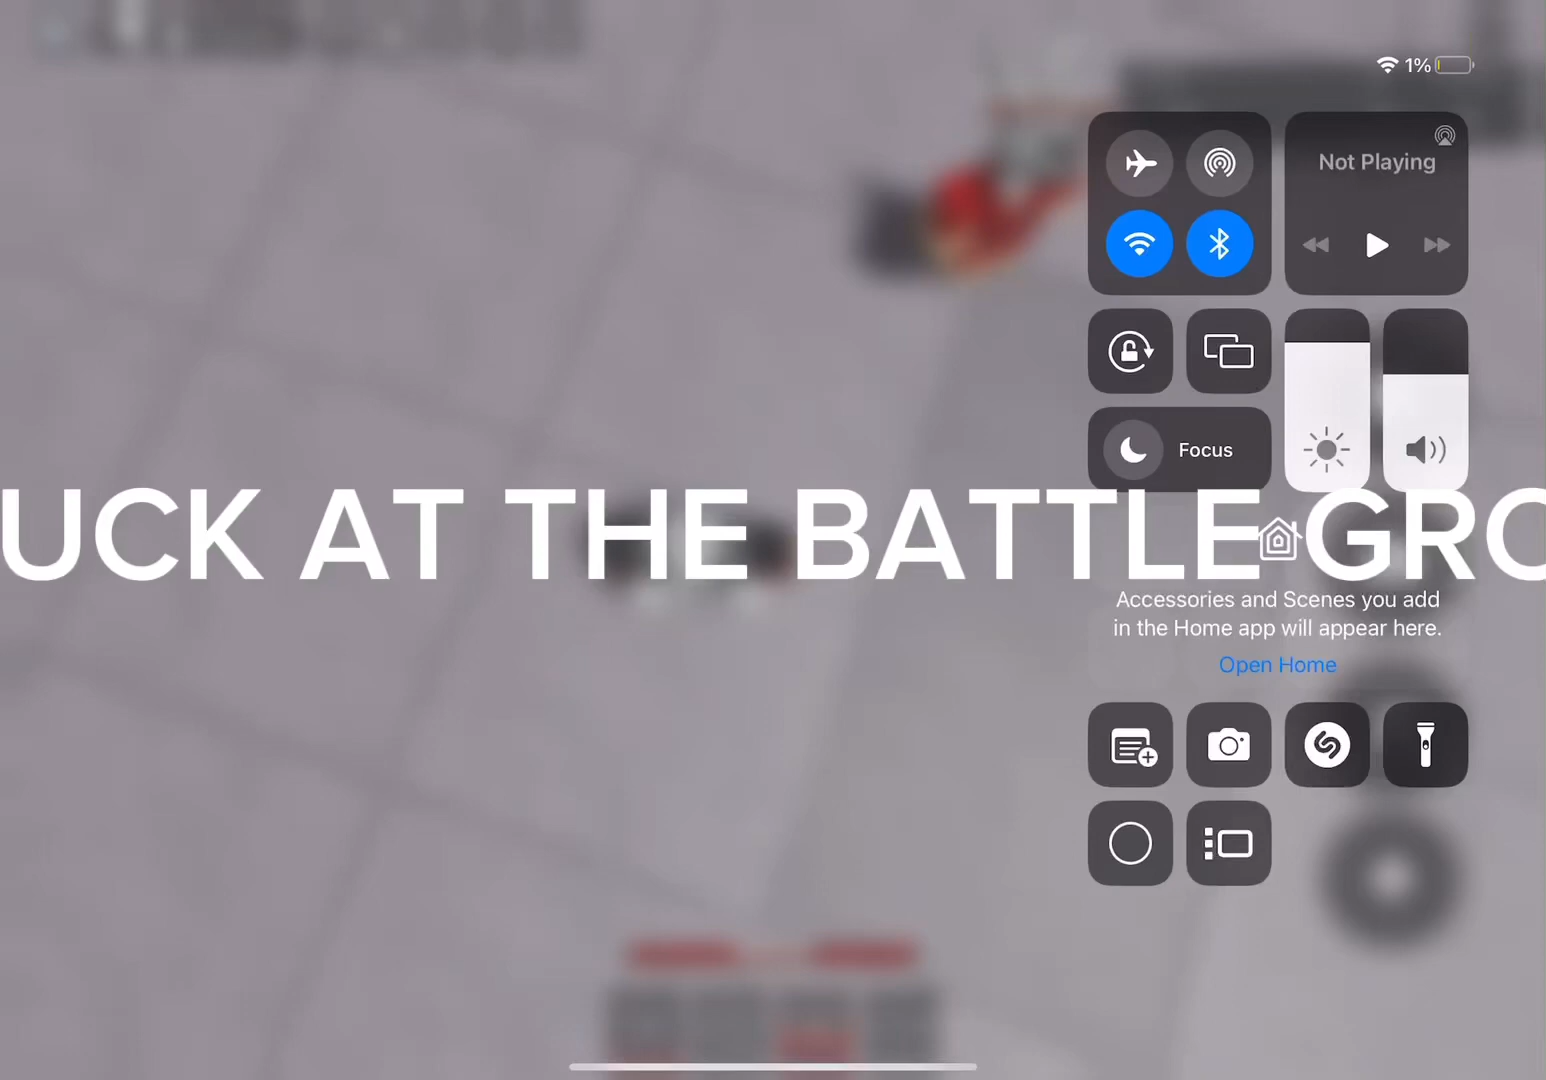 1%
Not Playing
Focus
UCK AT THE BATTLE GRO
Accessories and Scenes you add
in the Home app will appear here.
Open Home